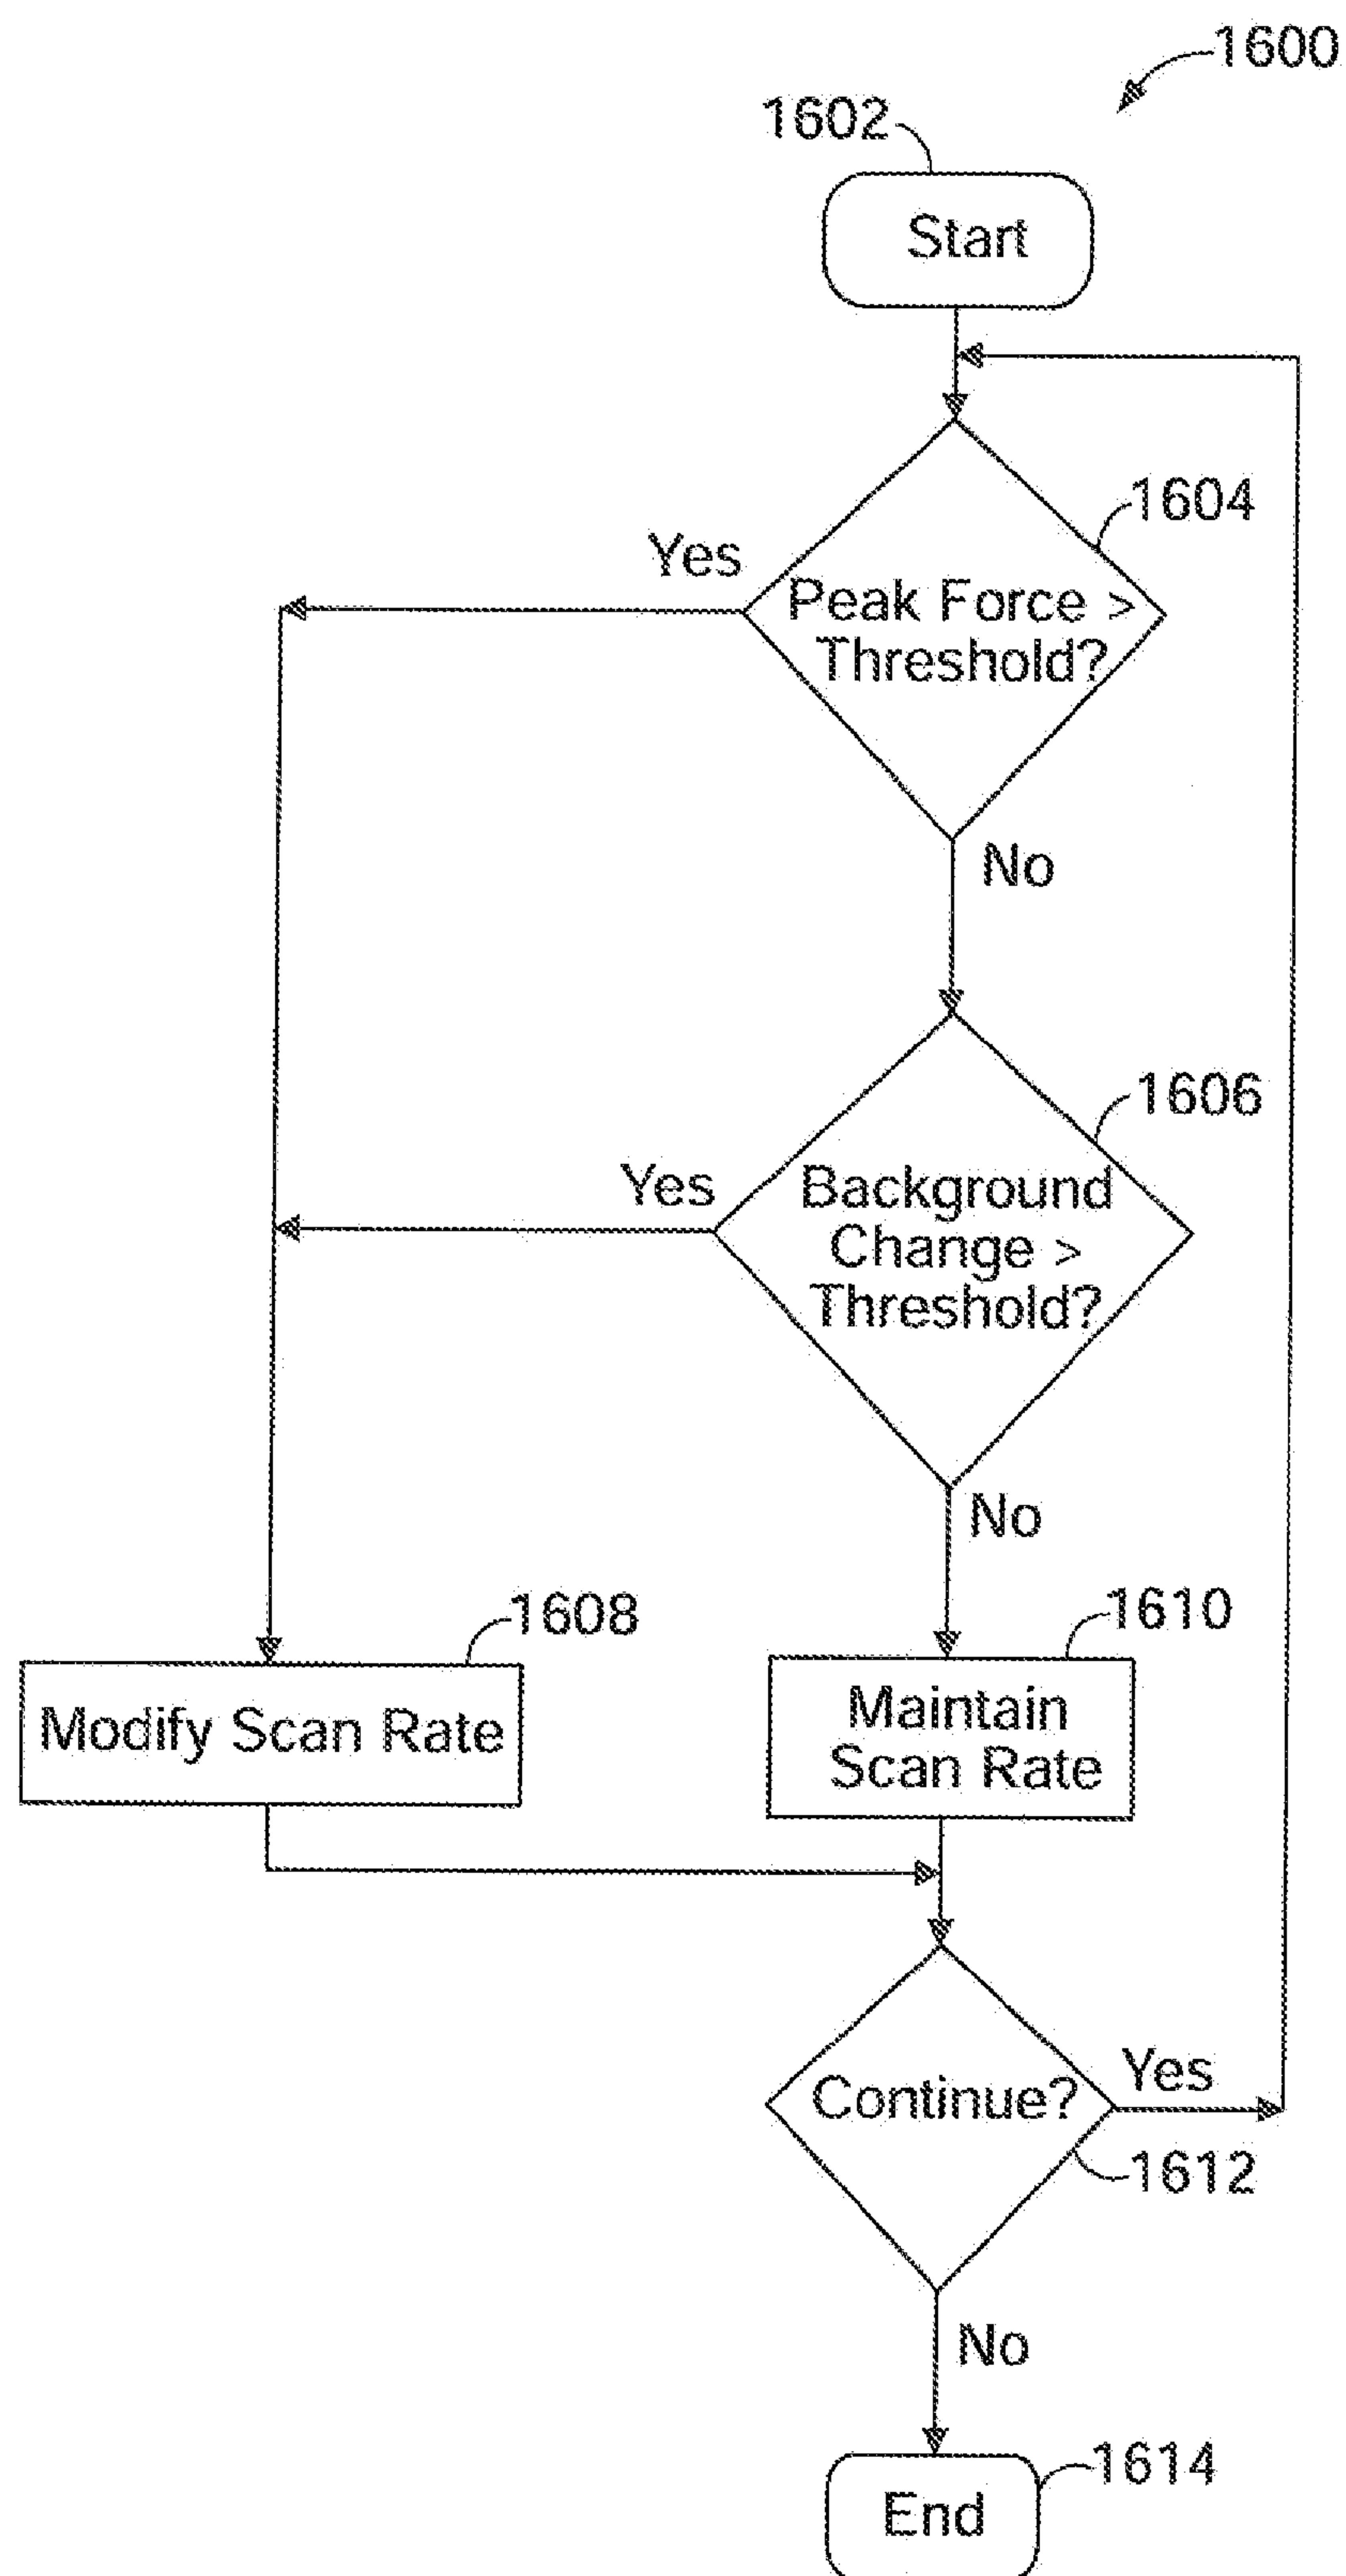 1600
1602
Start
1604
Yes
Peak Force >
Threshold?
No
1606
Yes
Background
Change >
Threshold?
No
1608
Modify Scan Rate
1610
Maintain
Scan Rate
Continue?
Yes
1612
No
1614
End